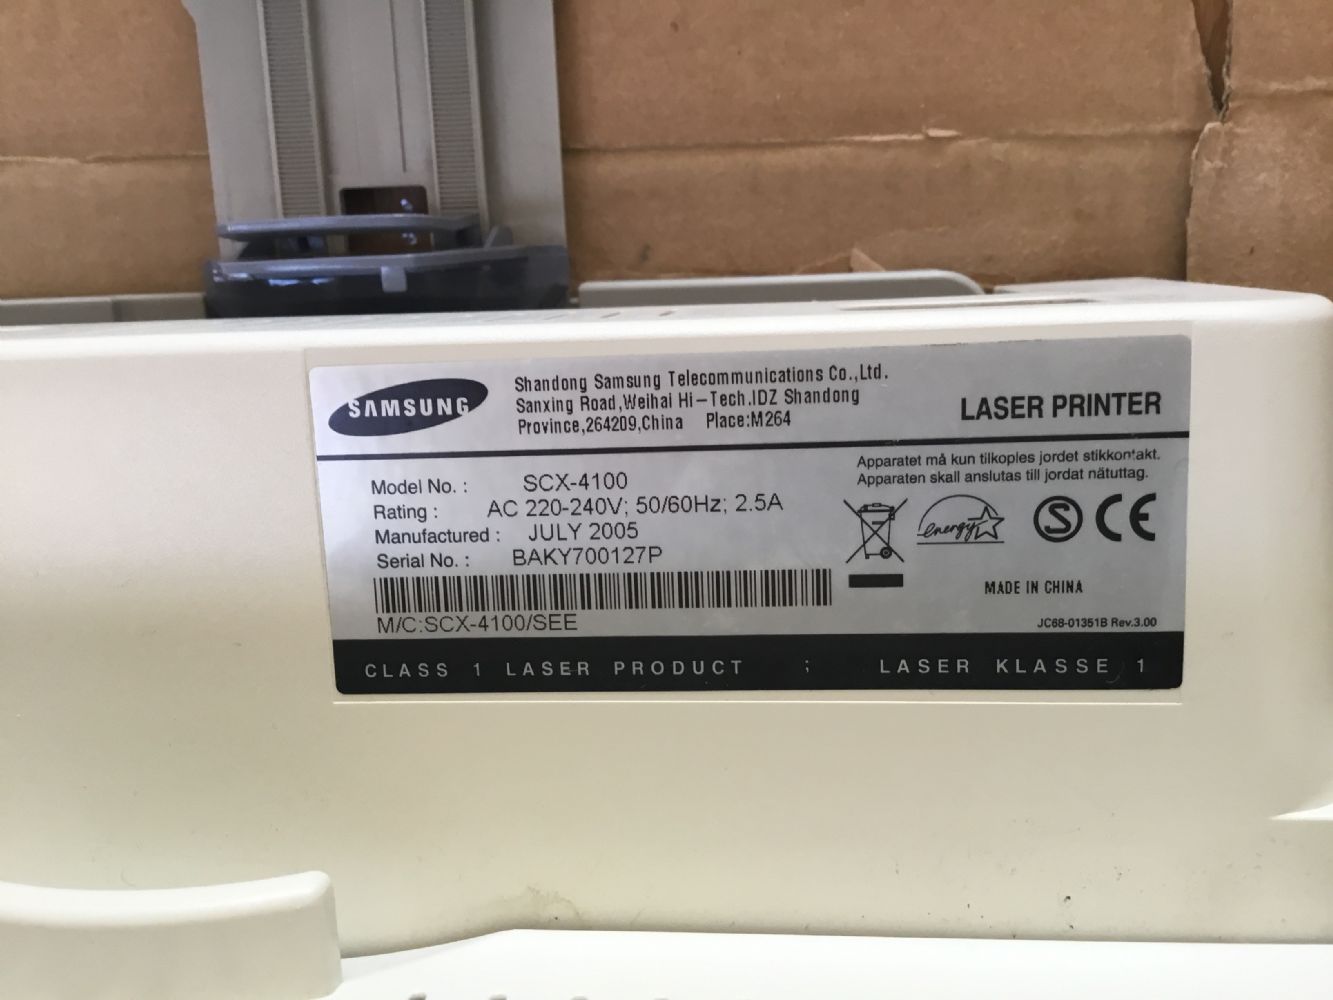 SAMSUNG
Shandong Samsung Telecommunications Co.,Ltd.
Sanxing Road,Weihai Hi-Tech.IDZ Shandong
Province,264209,China Place:M264
LASER PRINTER
Apparatet må kun tilkoples jordet stikkontakt.
Apparaten skall anslutas till jordat nätuttag.
Model No. : SCX-4100
Rating : AC 220-240V; 50/60Hz; 2.5A
Manufactured : JULY 2005
Serial No. : BAKY700127P
M/C:SCX-4100/SEE
energy
S
CE
MADE IN CHINA
JC68-01351B Rev.3.00
CLASS 1 LASER PRODUCT ; LASER KLASSE 1